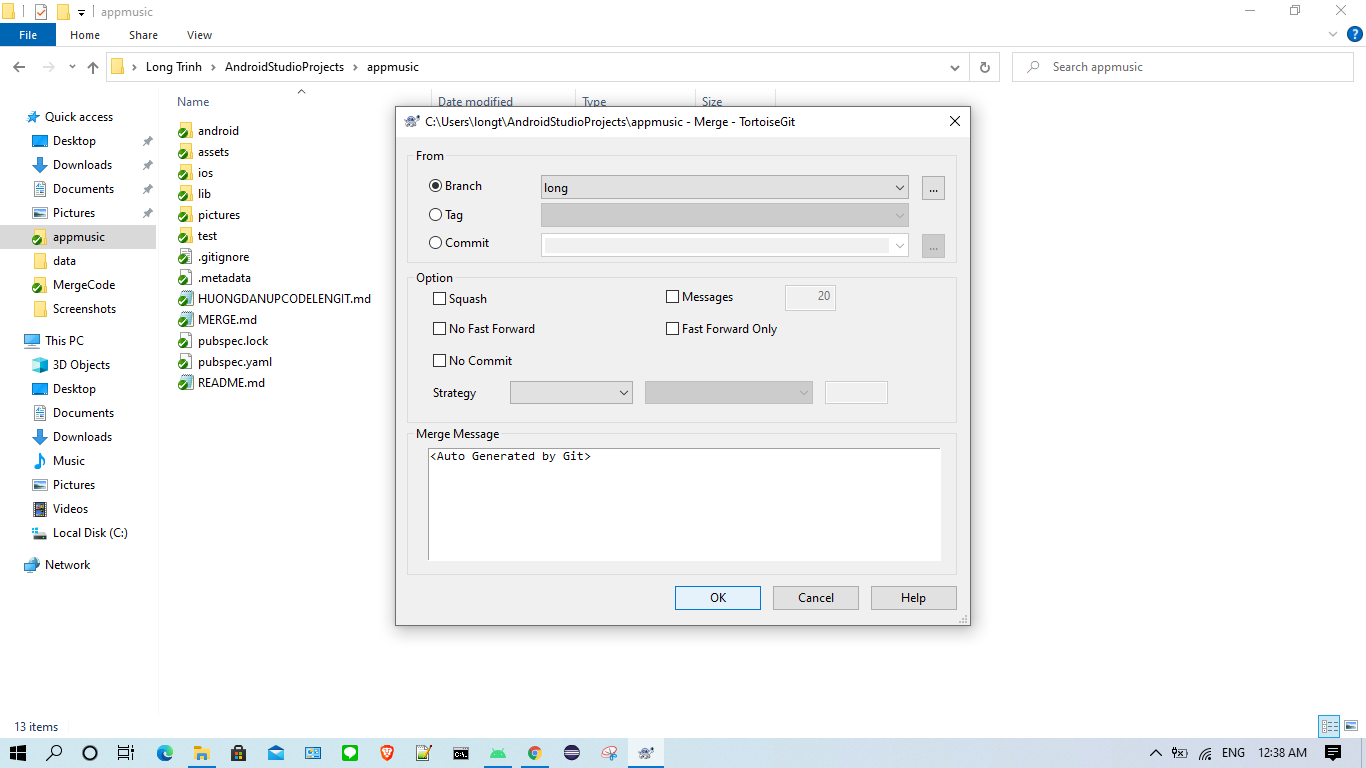 appmusic
File Home Share View
Long Trinh AndroidStudioProjects appmusic
Search appmusic
Name Date modified Type Size
Quick access
Desktop
Downloads
Documents
Pictures
appmusic
data
MergeCode
Screenshots
This PC
3D Objects
Desktop
Documents
Downloads
Music
Pictures
Videos
Local Disk (C:)
Network
android
assets
ios
lib
pictures
test
.gitignore
.metadata
HUONGDANUPCODELENGIT.md
MERGE.md
pubspec.lock
pubspec.yaml
README.md
C:\Users\longt\AndroidStudioProjects\appmusic - Merge - TortoiseGit
From
Branch long ...
Tag
Commit ...
Option
Squash Messages 20
No Fast Forward Fast Forward Only
No Commit
Strategy
Merge Message
<Auto Generated by Git>
OK Cancel Help
13 items
ENG 12:38 AM